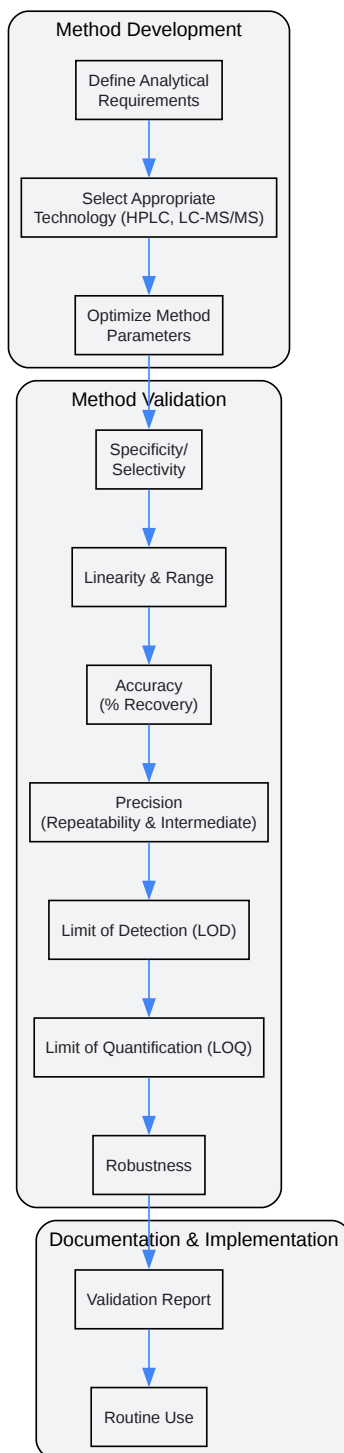 Method Development
Define Analytical
Requirements
Select Appropriate
Technology (HPLC, LC-MS/MS)
Optimize Method
Parameters
Method Validation
Specificity/
Selectivity
Linearity & Range
Accuracy
(% Recovery)
Precision
(Repeatability & Intermediate)
Limit of Detection (LOD)
Limit of Quantification (LOQ)
Robustness
Documentation & Implementation
Validation Report
Routine Use